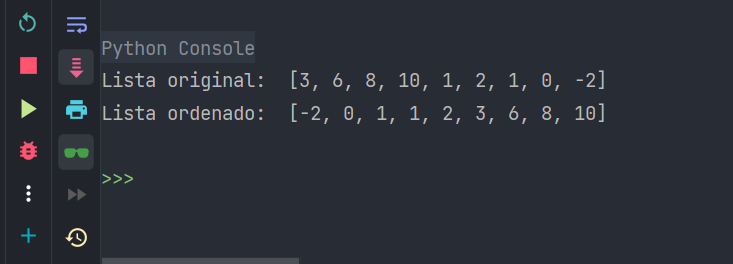 Python Console
Lista original:  [3, 6, 8, 10, 1, 2, 1, 0, -2]
Lista ordenado:  [-2, 0, 1, 1, 2, 3, 6, 8, 10]
>>>